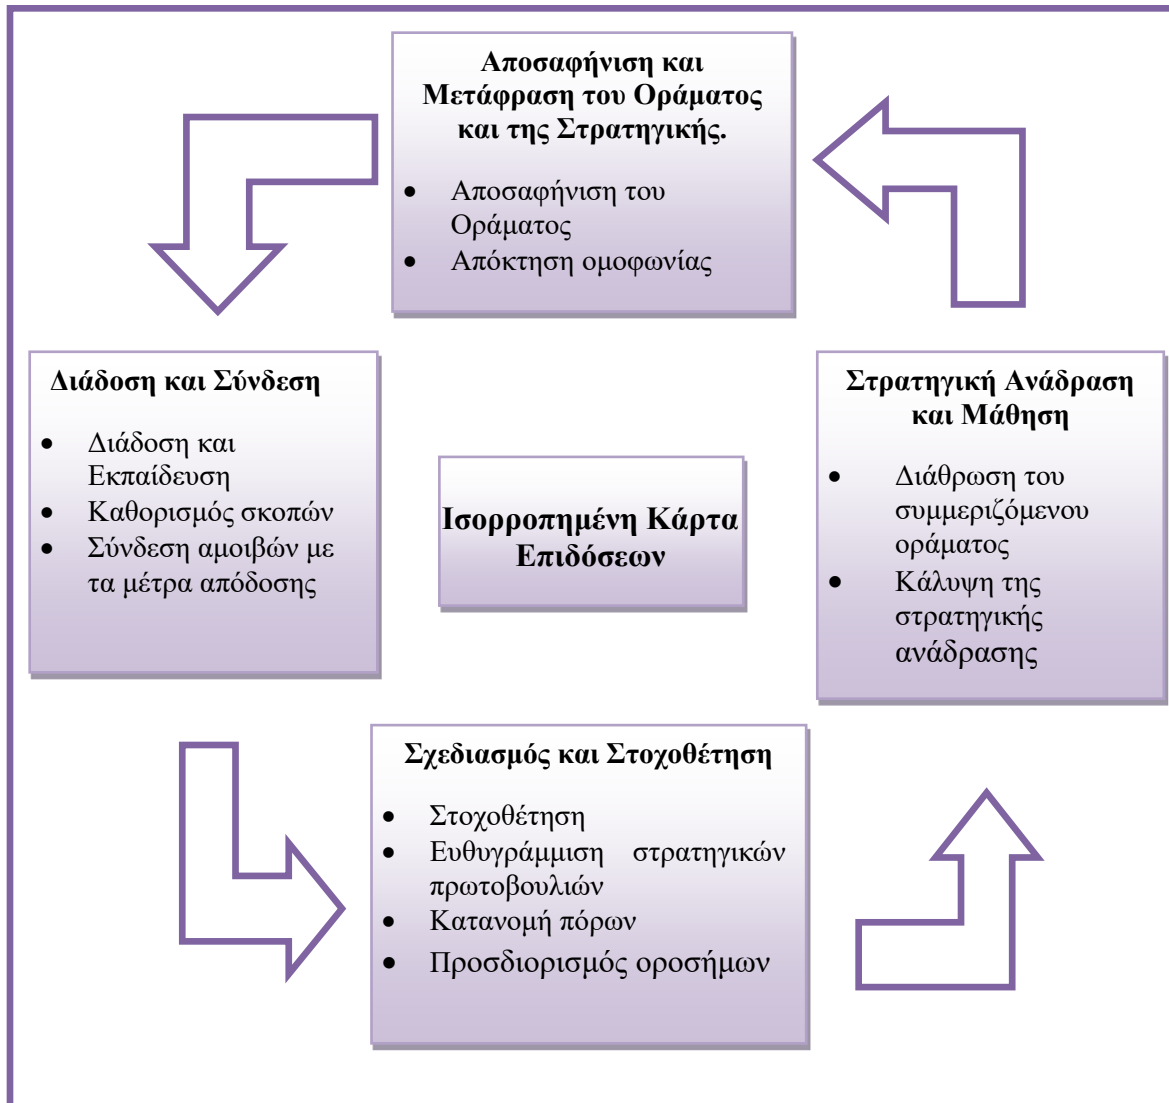 Αποσαφήνιση και
Μετάφραση του Οράματος
και της Στρατηγικής.
• Αποσαφήνιση του
Οράματος
• Απόκτηση ομοφωνίας
Διάδοση και Σύνδεση
• Διάδοση και
Εκπαίδευση
• Καθορισμός σκοπών
• Σύνδεση αμοιβών με
τα μέτρα απόδοσης
Ισορροπημένη Κάρτα
Επιδόσεων
Στρατηγική Ανάδραση
και Μάθηση
• Διάθρωση του
συμμεριζόμενου
οράματος
• Κάλυψη της
στρατηγικής
ανάδρασης
Σχεδιασμός και Στοχοθέτηση
• Στοχοθέτηση
• Ευθυγράμμιση στρατηγικών
πρωτοβουλιών
• Κατανομή πόρων
• Προσδιορισμός οροσήμων